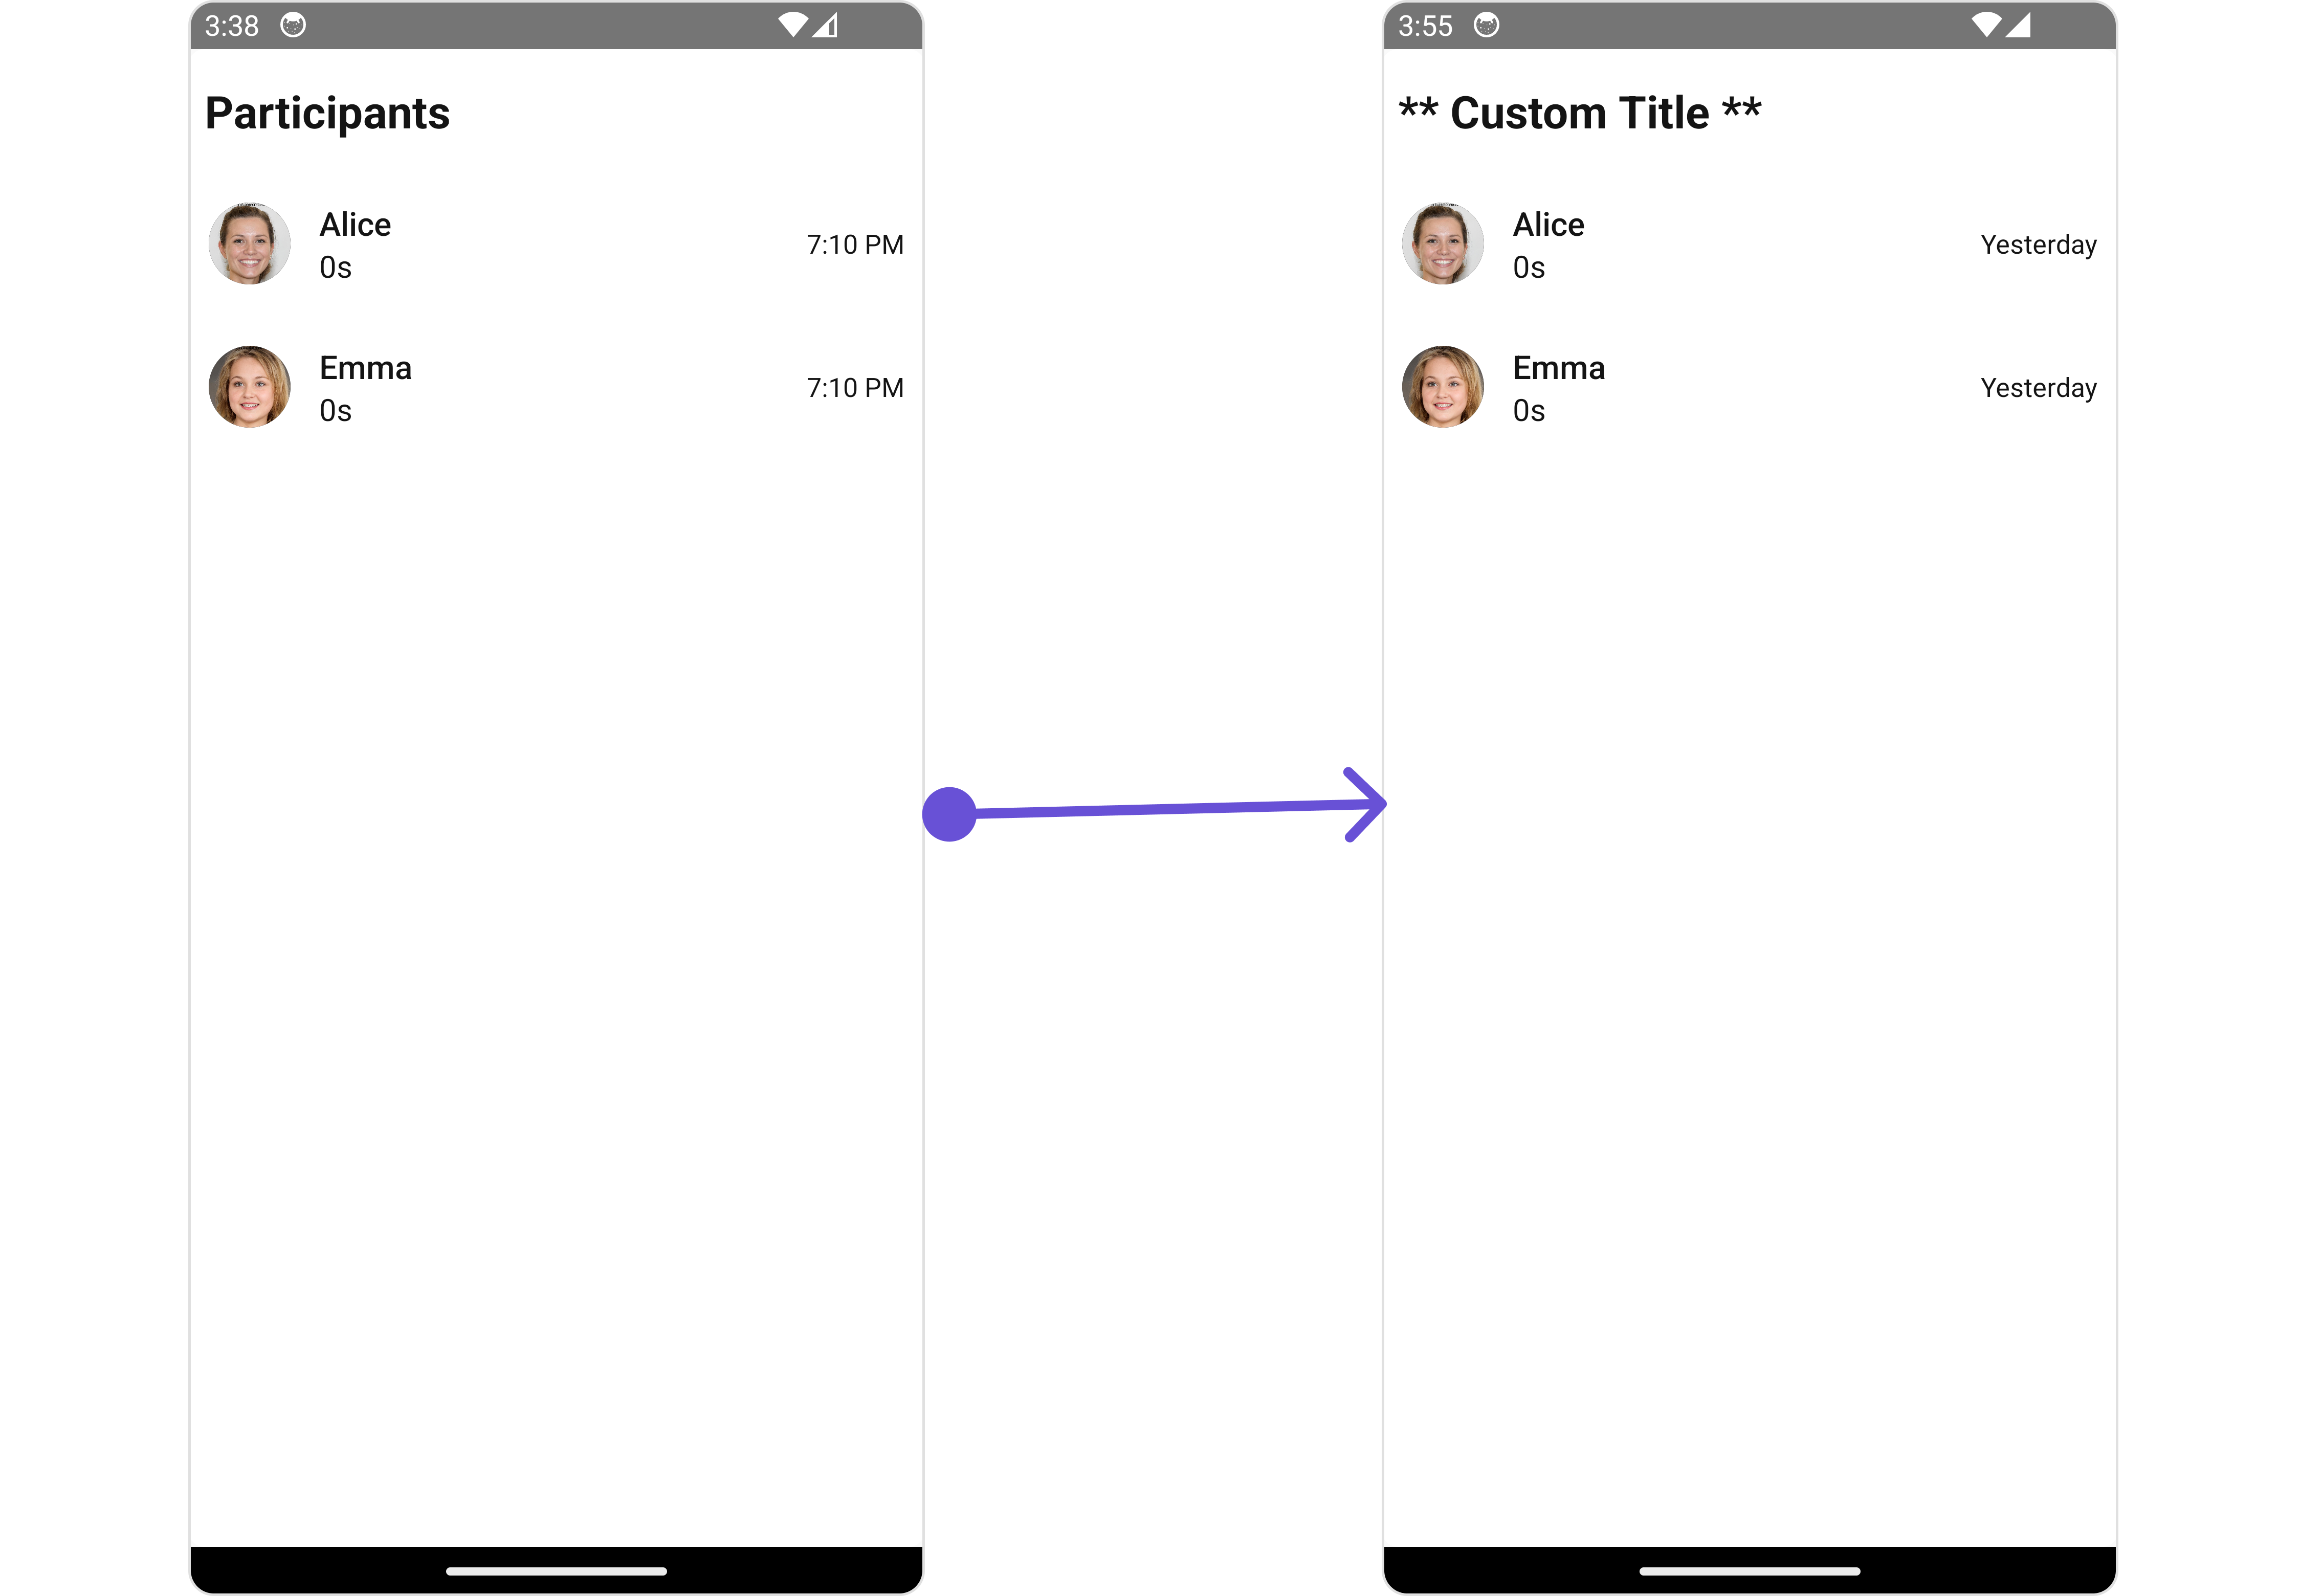 3:38
Participants
Alice
0s
7:10 PM
Emma
0s
7:10 PM
3:55
** Custom Title **
Alice
0s
Yesterday
Emma
0s
Yesterday